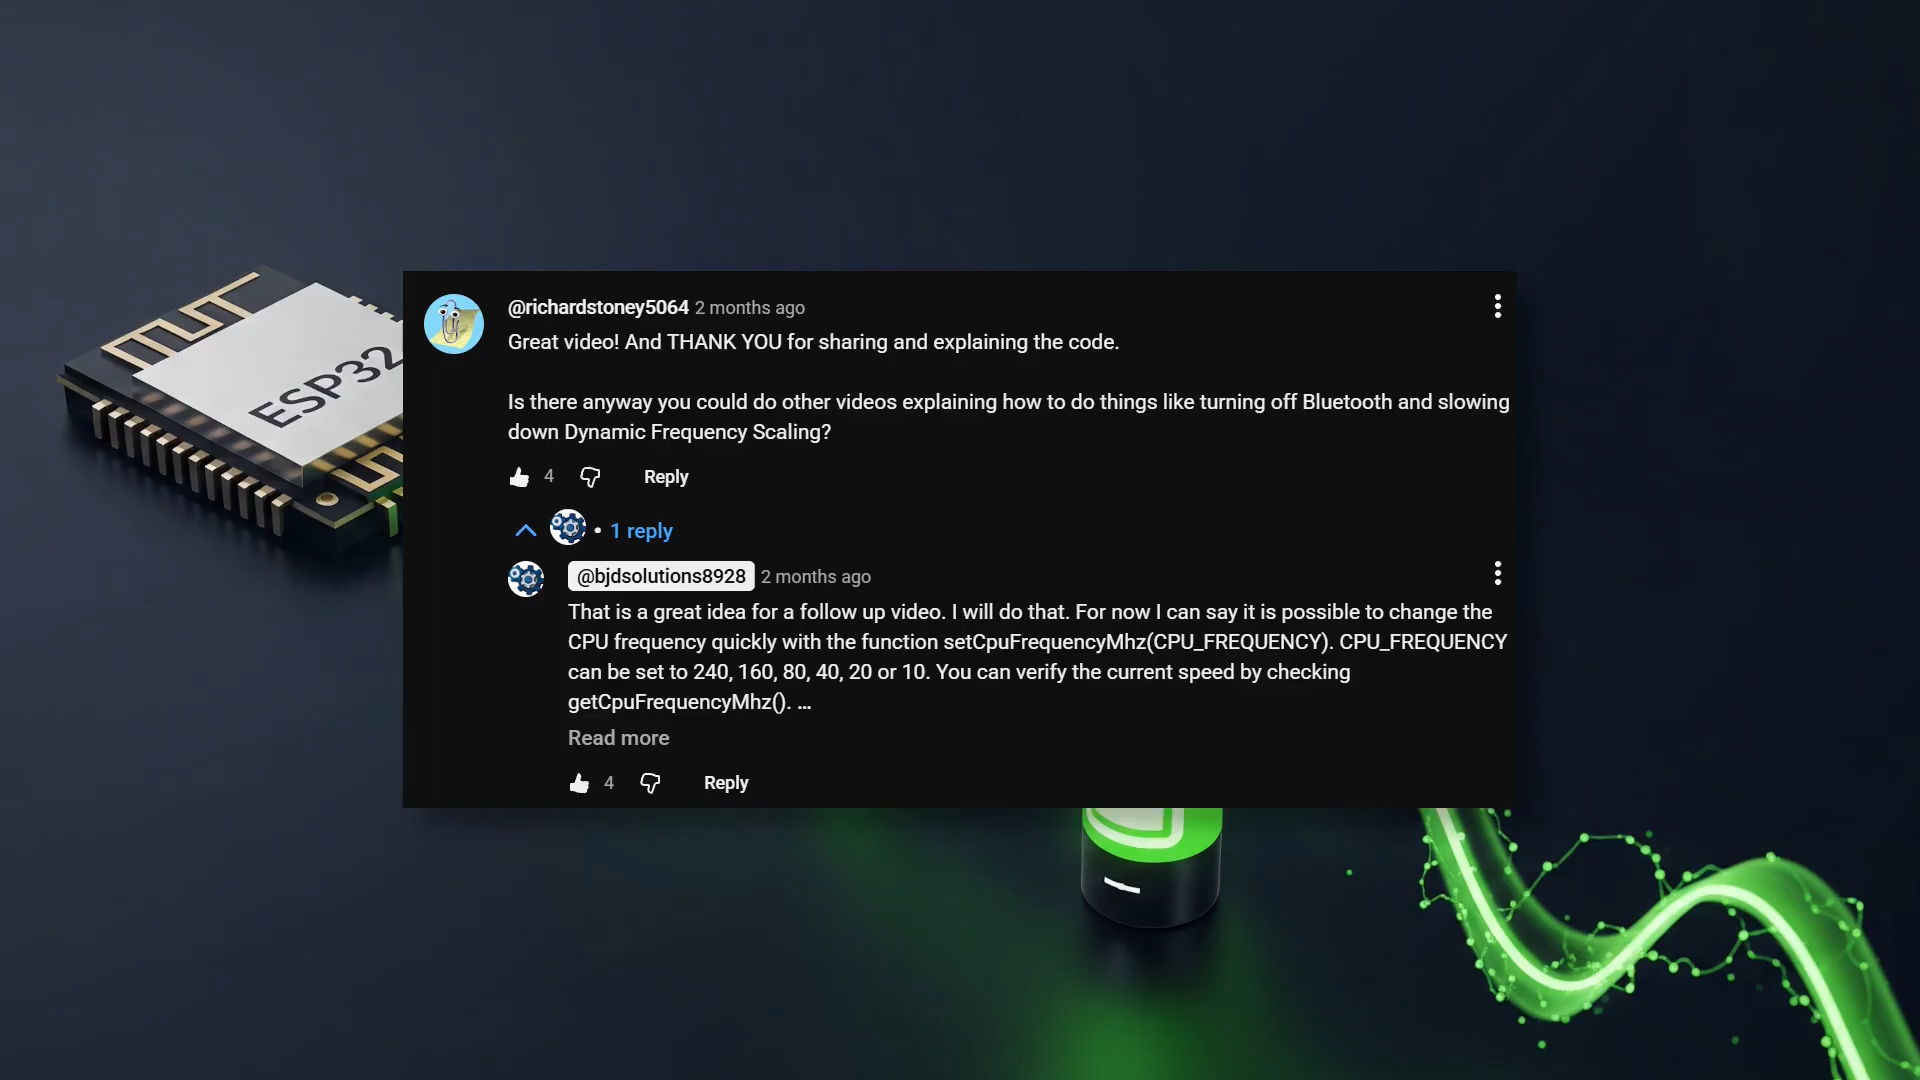 ESP32
@richardstoney5064 2 months ago
Great video! And THANK YOU for sharing and explaining the code.
Is there anyway you could do other videos explaining how to do things like turning off Bluetooth and slowing
down Dynamic Frequency Scaling?
4 Reply
1 reply
@bjdsolutions8928 2 months ago
That is a great idea for a follow up video. I will do that. For now I can say it is possible to change the
CPU frequency quickly with the function setCpuFrequencyMhz(CPU_FREQUENCY). CPU_FREQUENCY
can be set to 240, 160, 80, 40, 20 or 10. You can verify the current speed by checking
getCpuFrequencyMhz(). ...
Read more
4 Reply